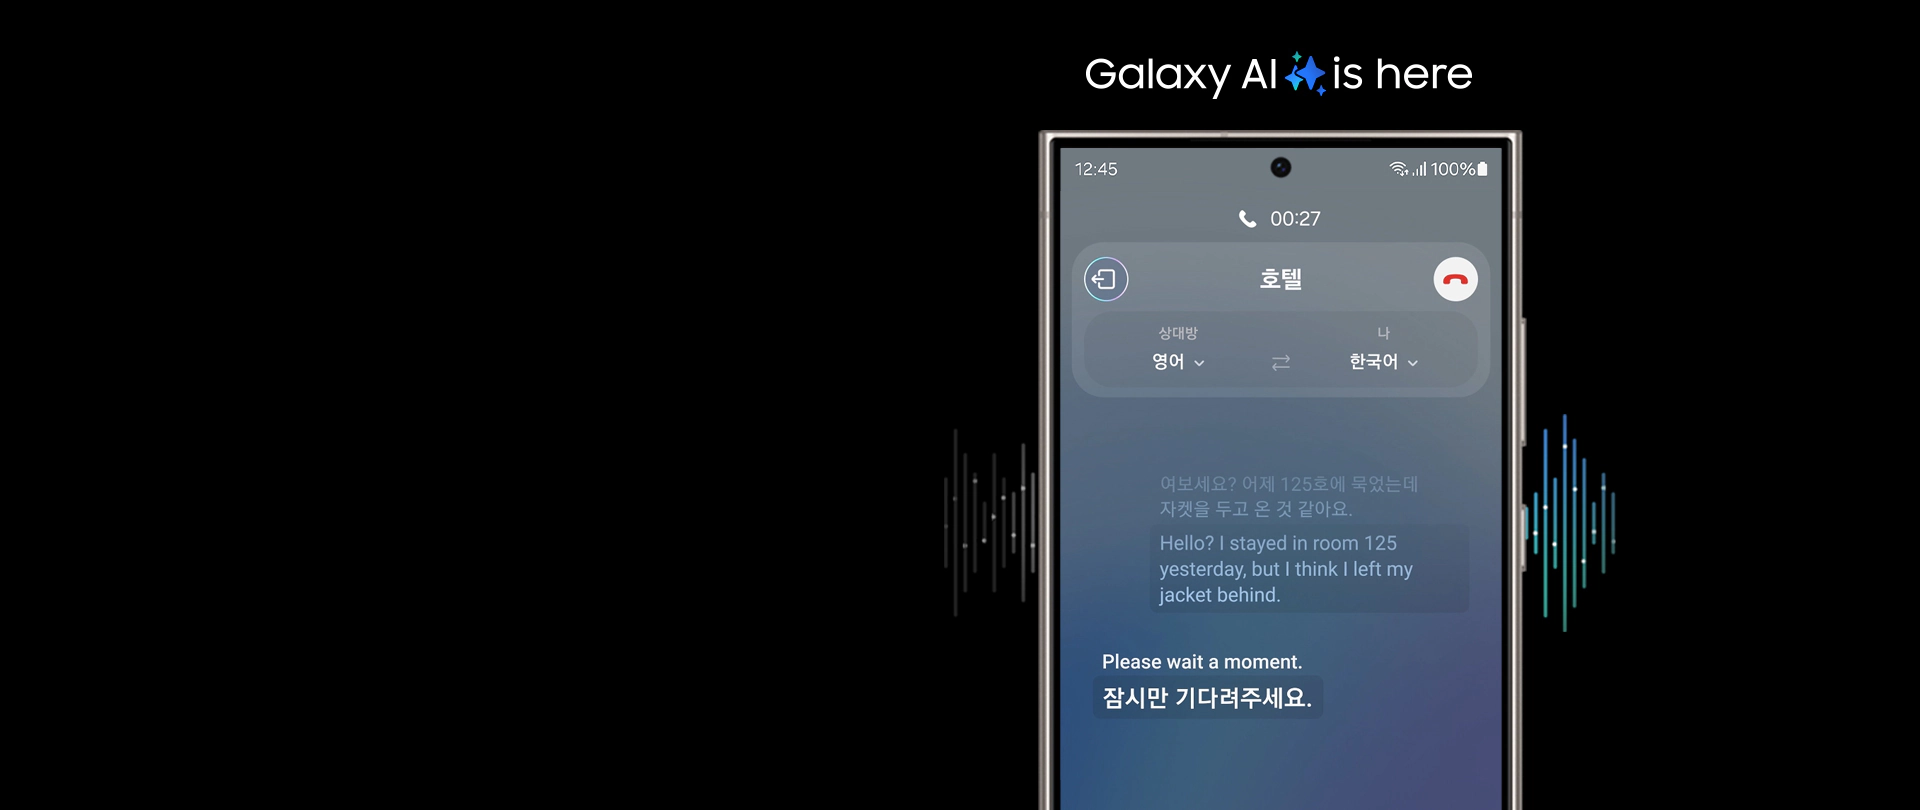 Galaxy AI is here
12:45
100%
00:27
호텔
상대방
나
영어
한국어
여보세요? 어제 125호에 묵었는데
자켓을 두고 온 것 같아요.
Hello? I stayed in room 125
yesterday, but I think I left my
jacket behind.
Please wait a moment.
잠시만 기다려주세요.